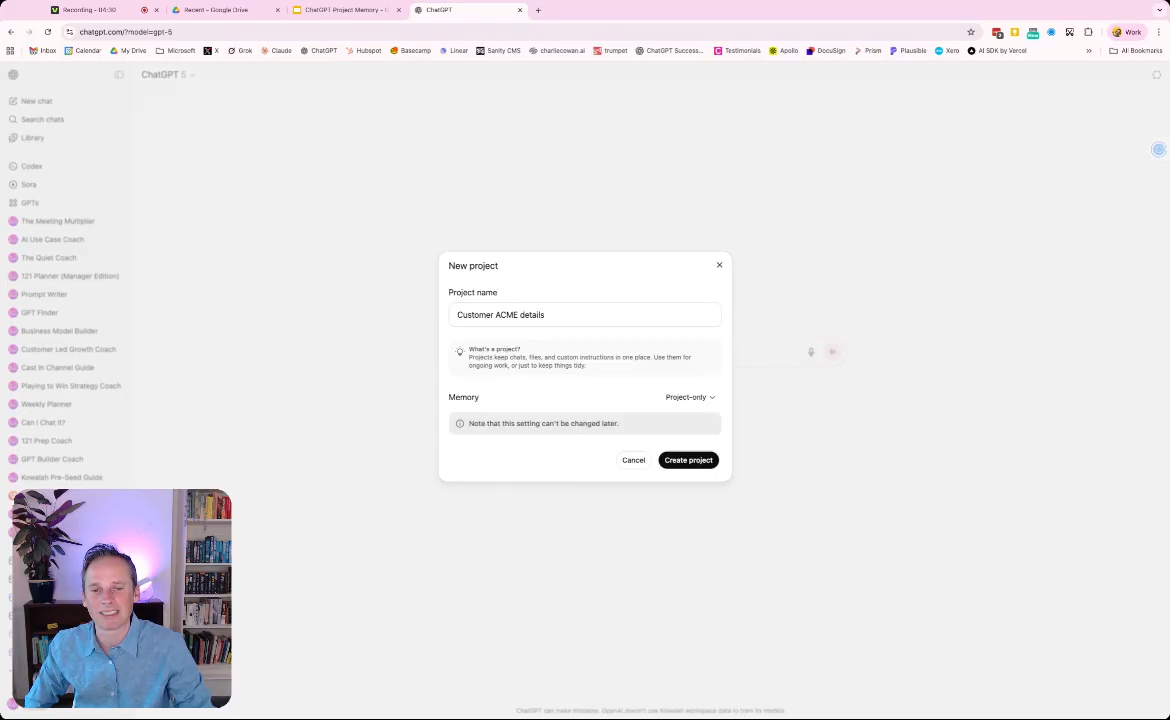 Recording - 04:30
Recent - Google Drive
ChatGPT Project Memory - G
ChatGPT
chatgpt.com/?model=gpt-5
Work
Inbox
Calendar
My Drive
Microsoft
X
Grok
Claude
ChatGPT
Hubspot
Basecamp
Linear
Sanity CMS
charliecowan.ai
trumpet
ChatGPT Success...
Testimonials
Apollo
DocuSign
Prism
Plausible
Xero
AI SDK by Vercel
All Bookmarks
ChatGPT 5
New chat
Search chats
Library
Codex
Sora
GPTs
The Meeting Multiplier
AI Use Case Coach
The Quiet Coach
121 Planner (Manager Edition)
Prompt Writer
GPT Finder
Business Model Builder
Customer Led Growth Coach
Cast In Channel Guide
Playing to Win Strategy Coach
Weekly Planner
Can I Chat It?
121 Prep Coach
GPT Builder Coach
Kowalah Pre-Seed Guide
New project
Project name
Customer ACME details
What's a project?
Projects keep chats, files, and custom instructions in one place. Use them for
ongoing work, or just to keep things tidy.
Memory
Project-only
Note that this setting can't be changed later.
Cancel
Create project
ChatGPT can make mistakes. OpenAI doesn't use Kowalah workspace data to train its models.